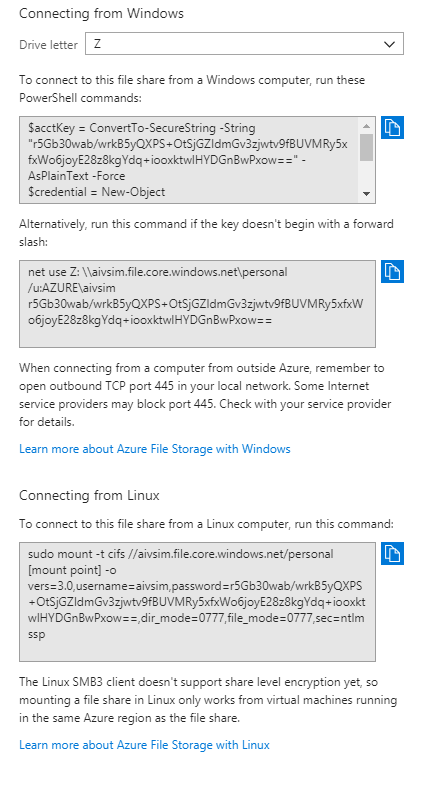 Connecting from Windows
Drive letter Z
To connect to this file share from a Windows computer, run these
PowerShell commands:
$acctKey = ConvertTo-SecureString -String
"r5Gb30wab/wrkB5yQXPS+OtSjGZIdmGv3zjwtv9fBUVMRy5x
fxWo6joyE28z8kgYdq+iooxktwlHYDGnBwPxow==" -
AsPlainText -Force
$credential = New-Object
Alternatively, run this command if the key doesn't begin with a forward
slash:
net use Z: \\aivsim.file.core.windows.net\personal
/u:AZURE\aivsim
r5Gb30wab/wrkB5yQXPS+OtSjGZIdmGv3zjwtv9fBUVMRy5xfxW
o6joyE28z8kgYdq+iooxktwlHYDGnBwPxow==
When connecting from a computer from outside Azure, remember to
open outbound TCP port 445 in your local network. Some Internet
service providers may block port 445. Check with your service provider
for details.
Learn more about Azure File Storage with Windows
Connecting from Linux
To connect to this file share from a Linux computer, run this command:
sudo mount -t cifs //aivsim.file.core.windows.net/personal
[mount point] -o
vers=3.0,username=aivsim,password=r5Gb30wab/wrkB5yQXPS
+OtSjGZIdmGv3zjwtv9fBUVMRy5xfxWo6joyE28z8kgYdq+iooxkt
wlHYDGnBwPxow==,dir_mode=0777,file_mode=0777,sec=ntlm
ssp
The Linux SMB3 client doesn't support share level encryption yet, so
mounting a file share in Linux only works from virtual machines running
in the same Azure region as the file share.
Learn more about Azure File Storage with Linux